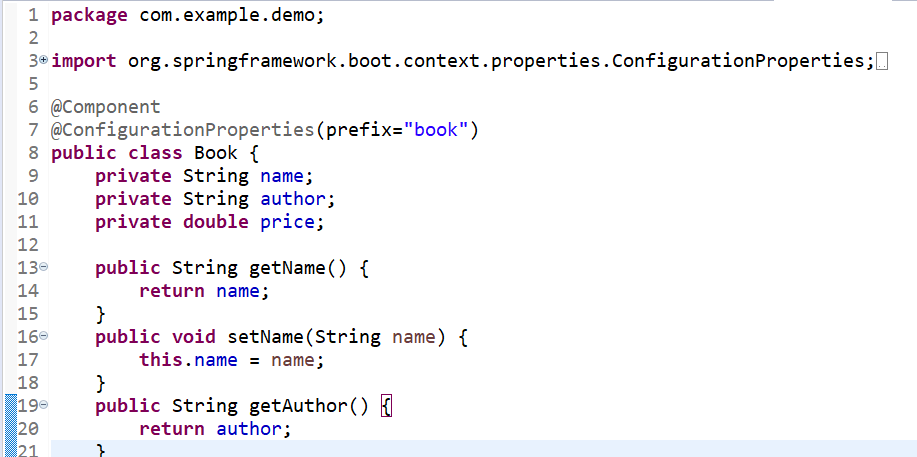 1 package com.example.demo;
2
3 import org.springframework.boot.context.properties.ConfigurationProperties;
5
6 @Component
7 @ConfigurationProperties(prefix="book")
8 public class Book {
9     private String name;
10     private String author;
11     private double price;
12
13     public String getName() {
14         return name;
15     }
16     public void setName(String name) {
17         this.name = name;
18     }
19     public String getAuthor() {
20         return author;
21     }